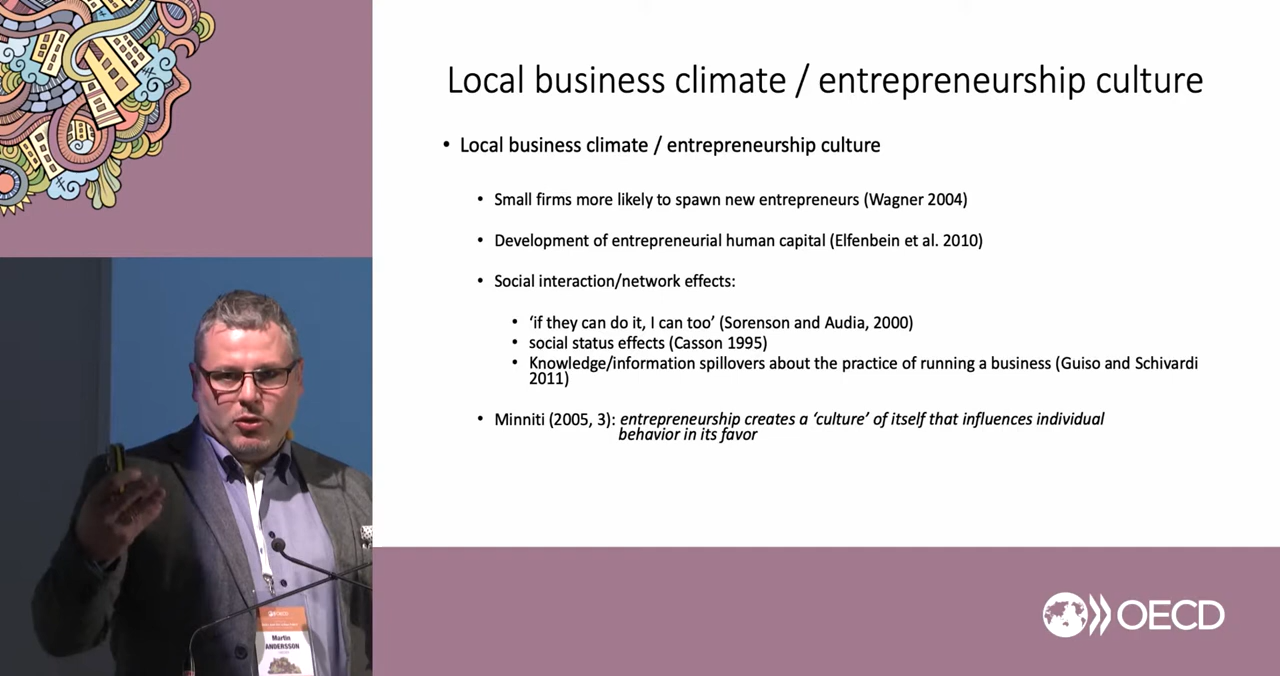 Local business climate / entrepreneurship culture
• Local business climate / entrepreneurship culture
• Small firms more likely to spawn new entrepreneurs (Wagner 2004)
• Development of entrepreneurial human capital (Elfenbein et al. 2010)
• Social interaction/network effects:
• ‘if they can do it, I can too’ (Sorenson and Audia, 2000)
• social status effects (Casson 1995)
• Knowledge/information spillovers about the practice of running a business (Guiso and Schivardi
2011)
• Minniti (2005, 3): entrepreneurship creates a ‘culture’ of itself that influences individual
behavior in its favor
OECD
Martin
ANDERSSON
OECD